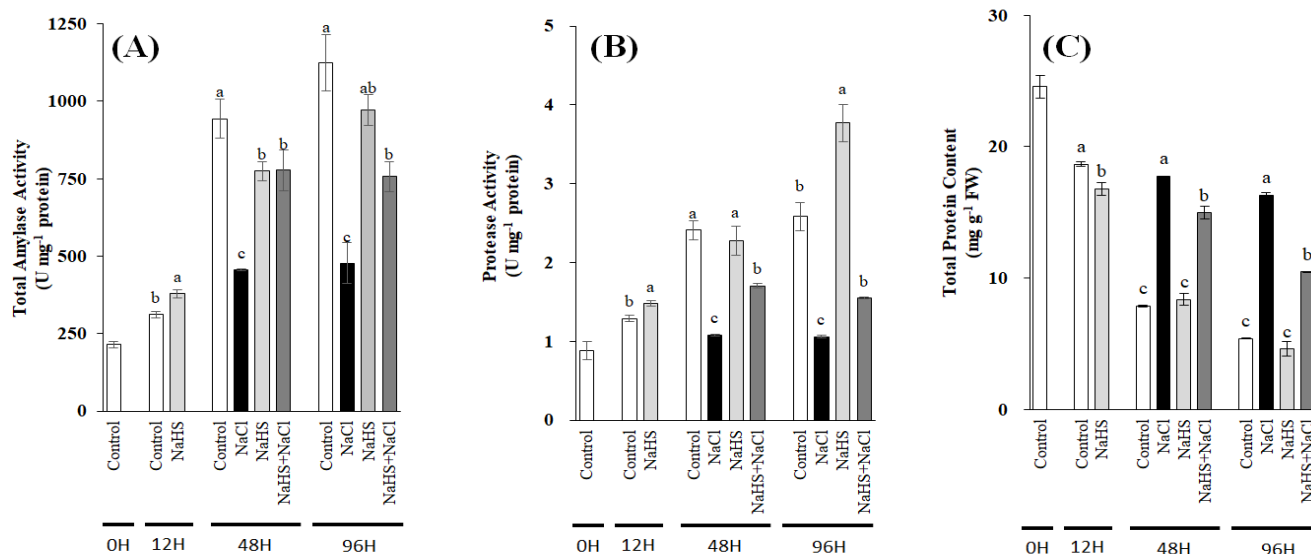 (A)
Total Amylase Activity
(U mg-1 protein)
1250
1000
750
500
250
0
b
a
a
c
b
b
a
c
ab
b
Control
Control
NaHS
Control
NaCl
NaHS
NaHS+NaCl
Control
NaCl
NaHS
NaHS+NaCl
0H
12H
48H
96H
(B)
Protease Activity
(U mg-1 protein)
5
4
3
2
1
0
b
a
a
c
a
b
b
c
a
b
Control
Control
NaHS
Control
NaCl
NaHS
NaHS+NaCl
Control
NaCl
NaHS
NaHS+NaCl
0H
12H
48H
96H
(C)
Total Protein Content
(mg g-1 FW)
30
20
10
0
a
b
c
a
c
b
c
a
c
b
Control
Control
NaHS
Control
NaCl
NaHS
NaHS+NaCl
Control
NaCl
NaHS
NaHS+NaCl
0H
12H
48H
96H